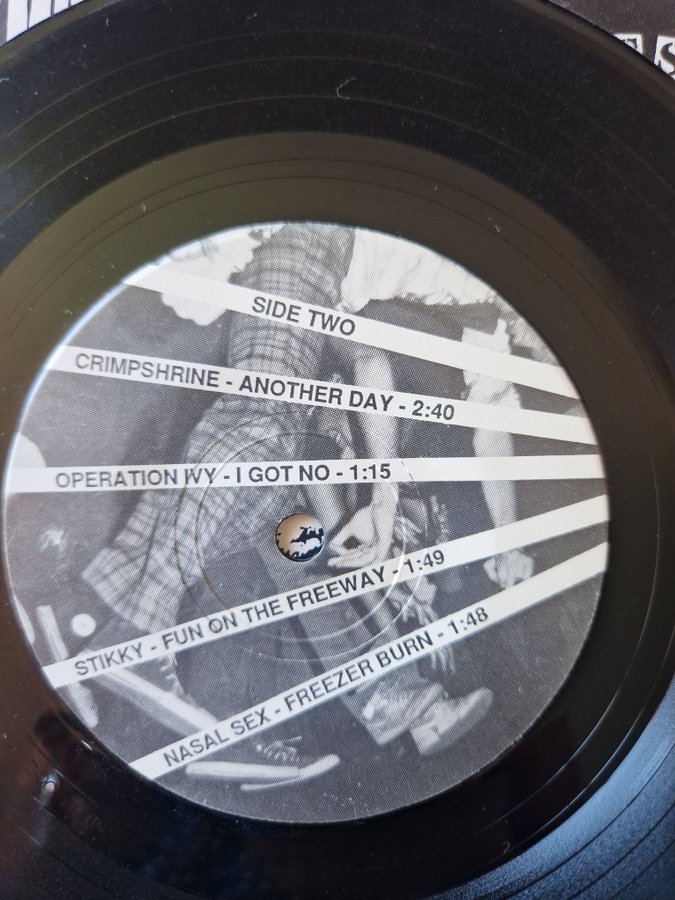 SIDE TWO
CRIMPSHRINE - ANOTHER DAY - 2:40
OPERATION IVY - I GOT NO - 1:15
STIKKY - FUN ON THE FREEWAY - 1:49
NASAL SEX - FREEZER BURN - 1:48